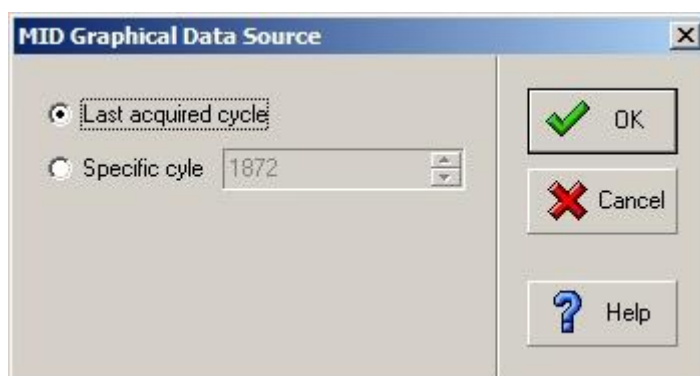 MID Graphical Data Source
Last acquired cycle
Specific cyle 1872
OK
Cancel
Help